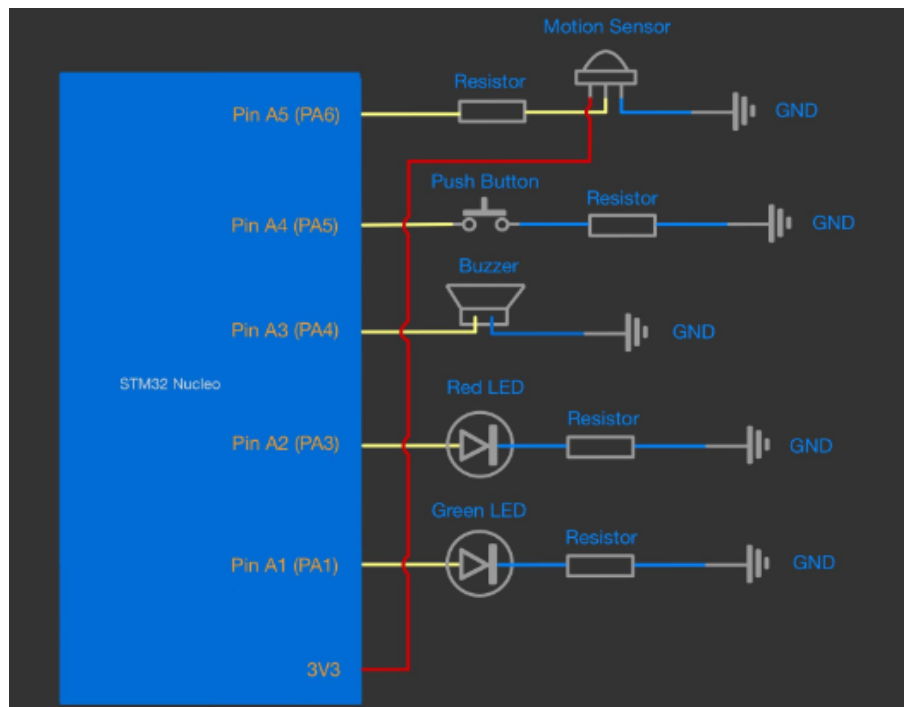 Motion Sensor
Resistor
Pin A5 (PA6)
GND
Push Button
Resistor
Pin A4 (PA5)
GND
Buzzer
Pin A3 (PA4)
GND
STM32 Nucleo
Red LED
Resistor
Pin A2 (PA3)
GND
Green LED
Resistor
Pin A1 (PA1)
GND
3V3